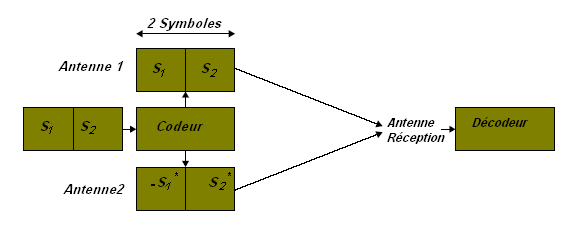 2 Symboles
Antenne 1
S1 S2
S1 S2
Codeur
Antenne Réception
Décodeur
Antenne2
-S1* S2*